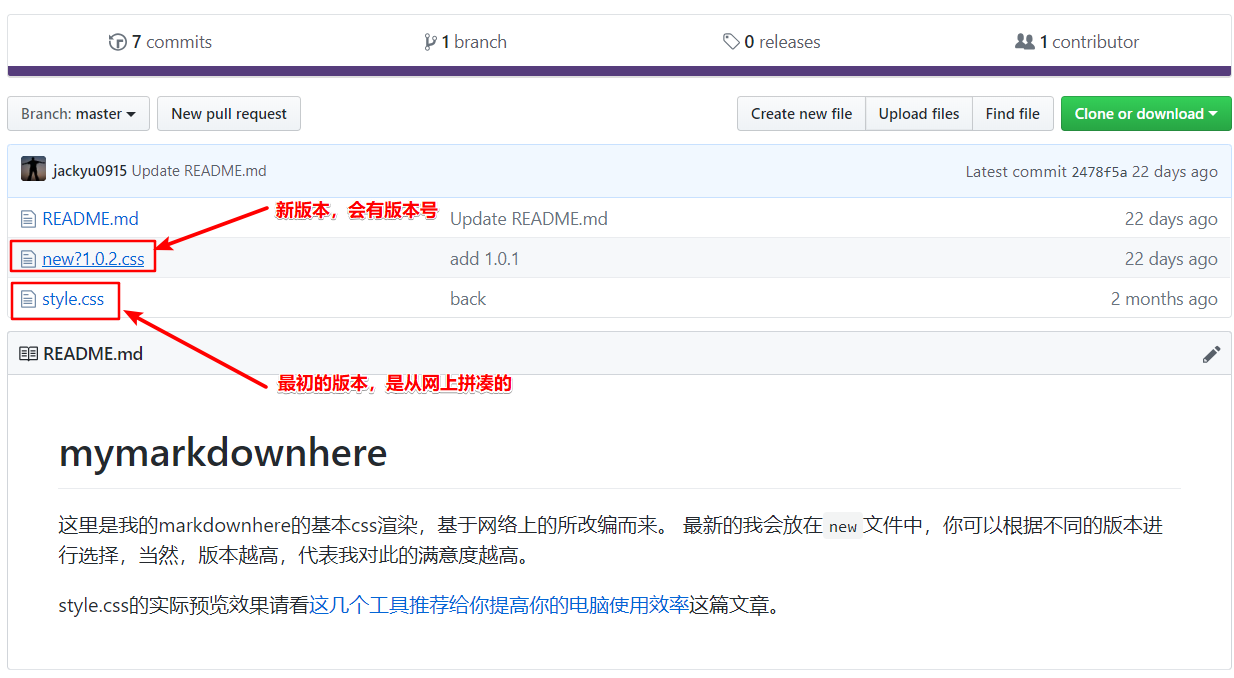 7 commits 1 branch 0 releases 1 contributor
Branch: master New pull request Create new file Upload files Find file Clone or download
jackyu0915 Update README.md Latest commit 2478f5a 22 days ago
新版本，会有版本号
README.md Update README.md 22 days ago
new?1.0.2.css add 1.0.1 22 days ago
style.css back 2 months ago
README.md
最初的版本，是从网上拼凑的
mymarkdownhere
这里是我的markdownhere的基本css渲染，基于网络上的所改编而来。 最新的我会放在 new 文件中，你可以根据不同的版本进
行选择，当然，版本越高，代表我对此的满意度越高。
style.css的实际预览效果请看这几个工具推荐给你提高你的电脑使用效率这篇文章。